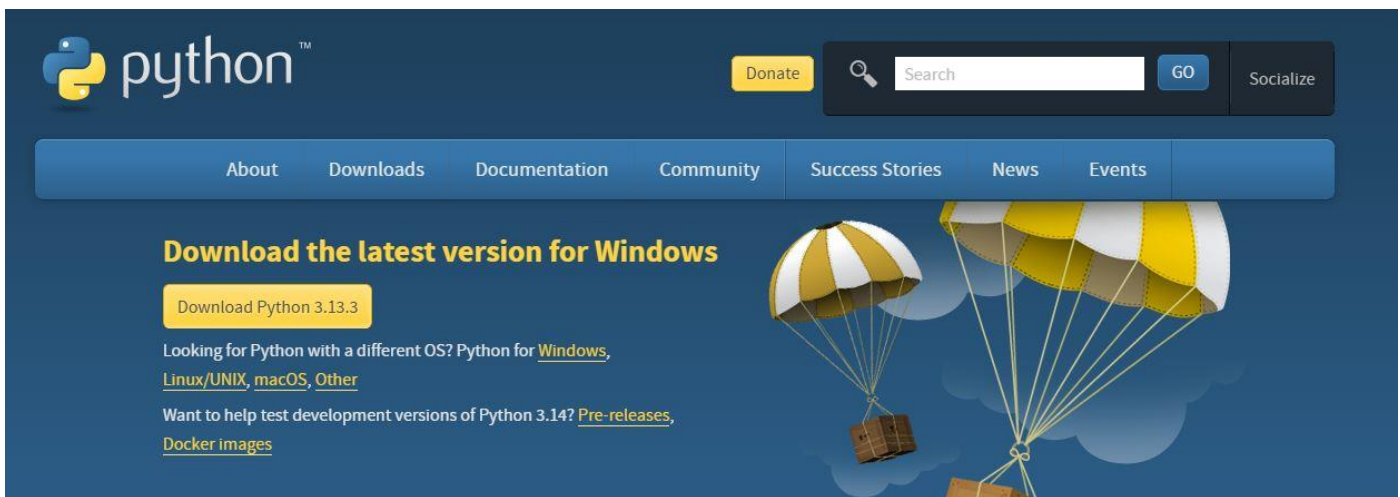 python™
Donate
Search
GO
Socialize
About Downloads Documentation Community Success Stories News Events
Download the latest version for Windows
Download Python 3.13.3
Looking for Python with a different OS? Python for Windows,
Linux/UNIX, macOS, Other
Want to help test development versions of Python 3.14? Pre-releases,
Docker images